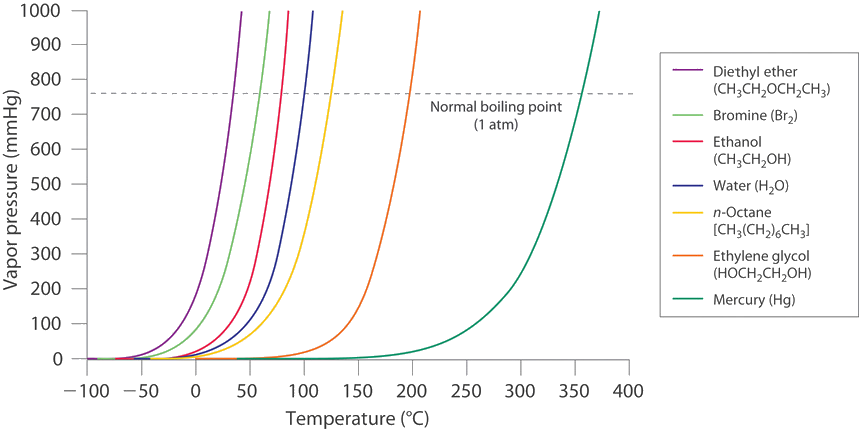 1000
900
800
700
600
500
400
300
200
100
0
Vapor pressure (mmHg)
−100 −50 0 50 100 150 200 250 300 350 400
Temperature (°C)
Normal boiling point
(1 atm)
Diethyl ether
(CH₃CH₂OCH₂CH₃)
Bromine (Br₂)
Ethanol
(CH₃CH₂OH)
Water (H₂O)
n-Octane
[CH₃(CH₂)₆CH₃]
Ethylene glycol
(HOCH₂CH₂OH)
Mercury (Hg)